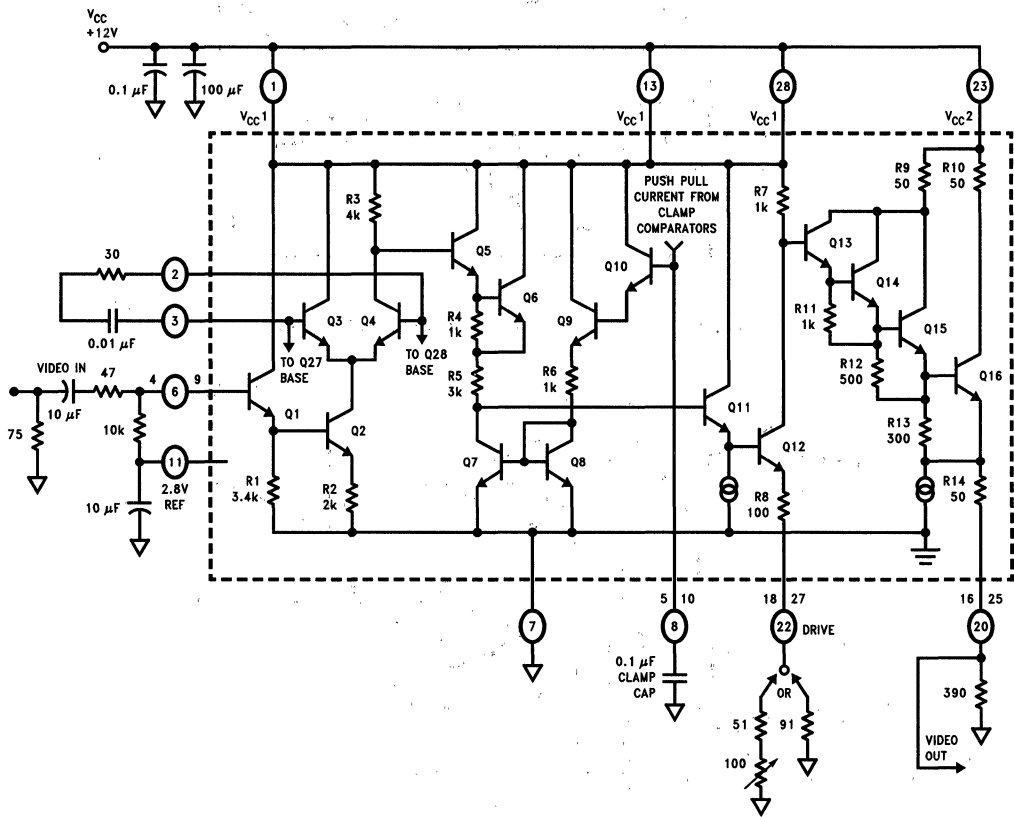 VCC
+12V
0.1 µF
100 µF
1
13
28
23
VCC1
VCC1
VCC1
VCC2
R3
4k
PUSH PULL
CURRENT FROM
CLAMP
COMPARATORS
R7
1k
R9
50
R10
50
Q5
Q10
Q13
30
2
Q14
Q6
R4
1k
Q9
R11
1k
3
Q3
Q4
Q15
0.01 µF
TO Q27
BASE
TO Q28
BASE
R12
500
VIDEO IN
47
4
6
9
R5
3k
R6
1k
Q16
10 µF
Q1
Q11
75
10k
Q2
Q12
R13
300
11
2.8V
REF
Q7
Q8
R1
3.4k
R2
2k
R8
100
R14
50
10 µF
5 10
18 27
16 25
7
8
22
DRIVE
20
0.1 µF
CLAMP
CAP
OR
390
51
91
VIDEO
OUT
100